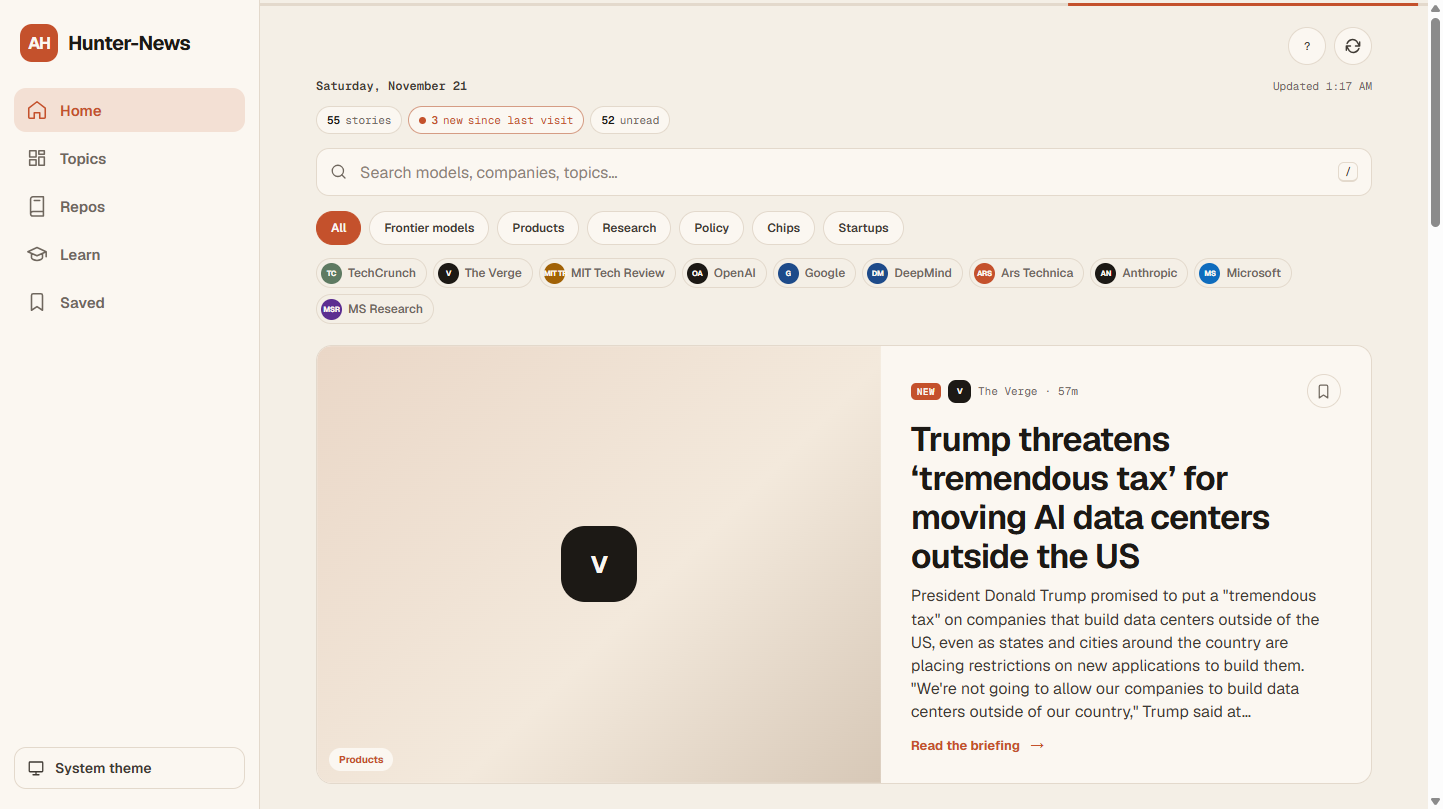 AH Hunter-News
Home
Topics
Repos
Learn
Saved
System theme
?
Saturday, November 21
Updated 1:17 AM
55 stories
3 new since last visit
52 unread
Search models, companies, topics…
/
All
Frontier models
Products
Research
Policy
Chips
Startups
TC TechCrunch
V The Verge
MIT TR MIT Tech Review
OA OpenAI
G Google
DM DeepMind
ARS Ars Technica
AN Anthropic
MS Microsoft
MSR MS Research
V
Products
NEW V The Verge · 57m
Trump threatens
‘tremendous tax’ for
moving AI data centers
outside the US
President Donald Trump promised to put a "tremendous
tax" on companies that build data centers outside of the
US, even as states and cities around the country are
placing restrictions on new applications to build them.
"We're not going to allow our companies to build data
centers outside of our country," Trump said at…
Read the briefing →